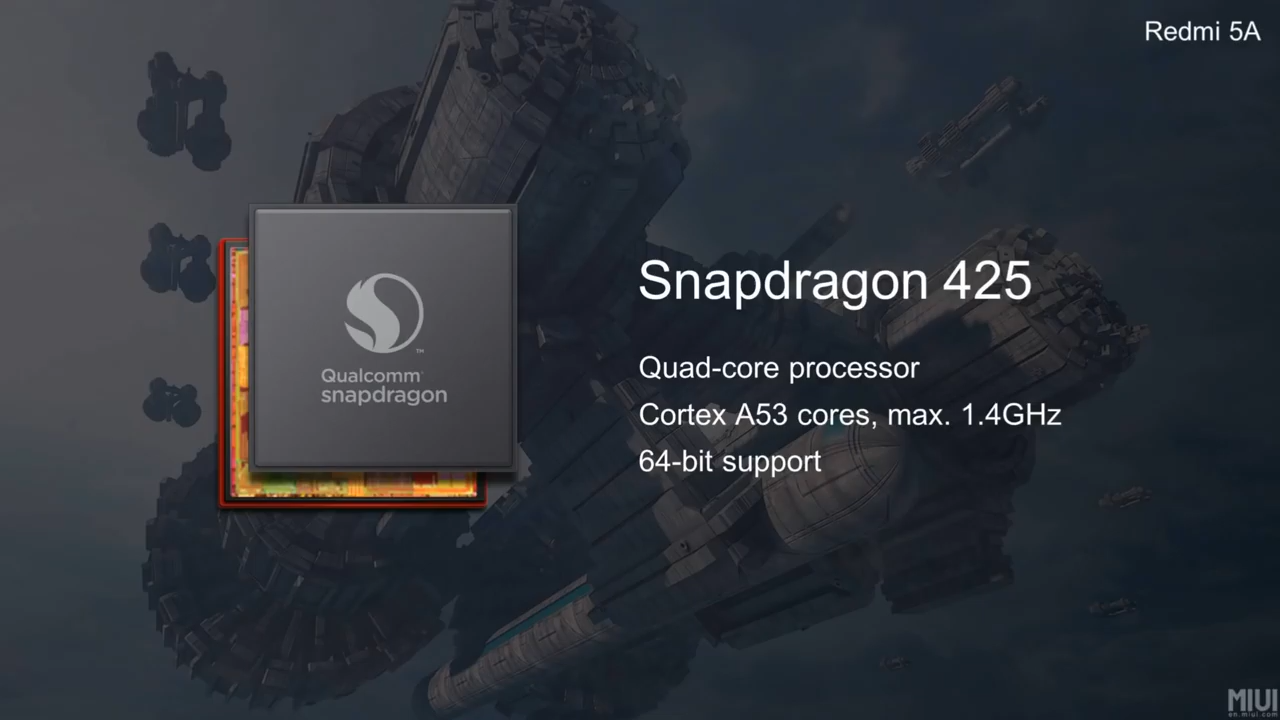 Redmi 5A
Snapdragon 425
Quad-core processor
Cortex A53 cores, max. 1.4GHz
64-bit support
™
Qualcomm
snapdragon
MIUI
en.miui.com